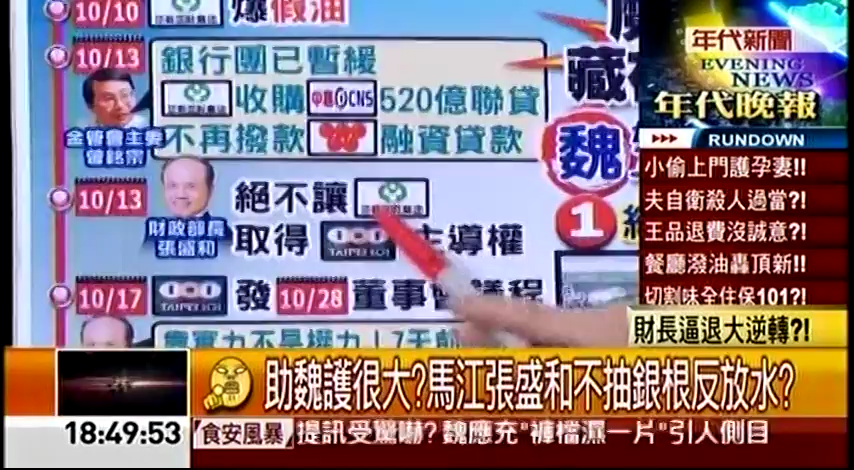 10/10
爆假油
10/13
銀行團已暫緩
收購
中嘉
CNS
520億聯貸
不再撥款
融資貸款
金管會主委
曾銘宗
10/13
絕不讓
取得
TAIPEI 101
主導權
財政部長
張盛和
10/17
TAIPEI 101
發
10/28
董事會議程
藏
魏
1
年代新聞
EVENING
NEWS
年代晚報
RUNDOWN
小偷上門護孕妻!!
夫自衛殺人過當?!
王品退費沒誠意?!
餐廳潑油轟頂新!!
切割味全住保101?!
財長逼退大逆轉?!
助魏護很大?馬江張盛和不抽銀根反放水?
18:49:53
食安風暴
提訊受驚嚇? 魏應充"褲襠濕一片"引人側目